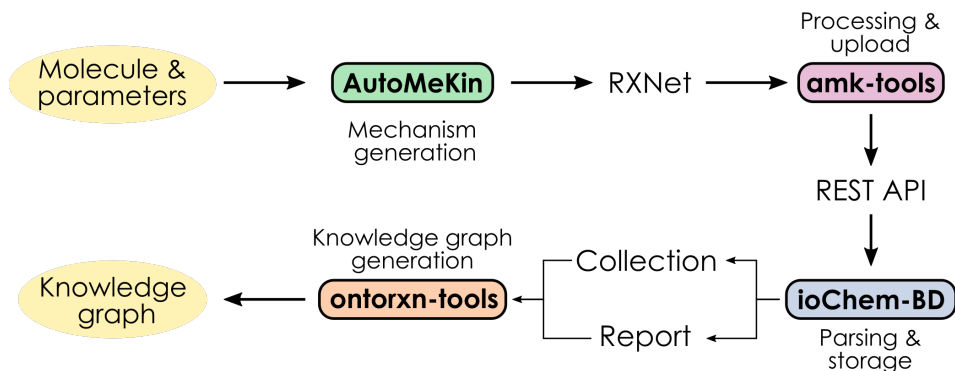 Molecule &
parameters
AutoMeKin
Mechanism
generation
RXNet
Processing &
upload
amk-tools
REST API
ioChem-BD
Parsing &
storage
Collection
Report
Knowledge graph
generation
ontorxn-tools
Knowledge
graph